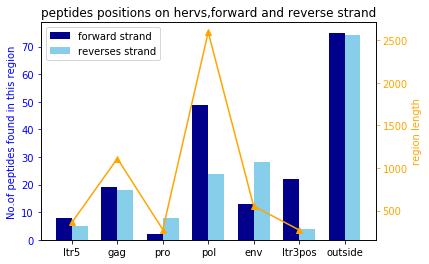 peptides positions on hervs,forward and reverse strand
forward strand
reverses strand
No.of peptides found in this region
70
60
50
40
30
20
10
0
2500
2000
1500
1000
500
region length
ltr5 gag pro pol env ltr3pos outside